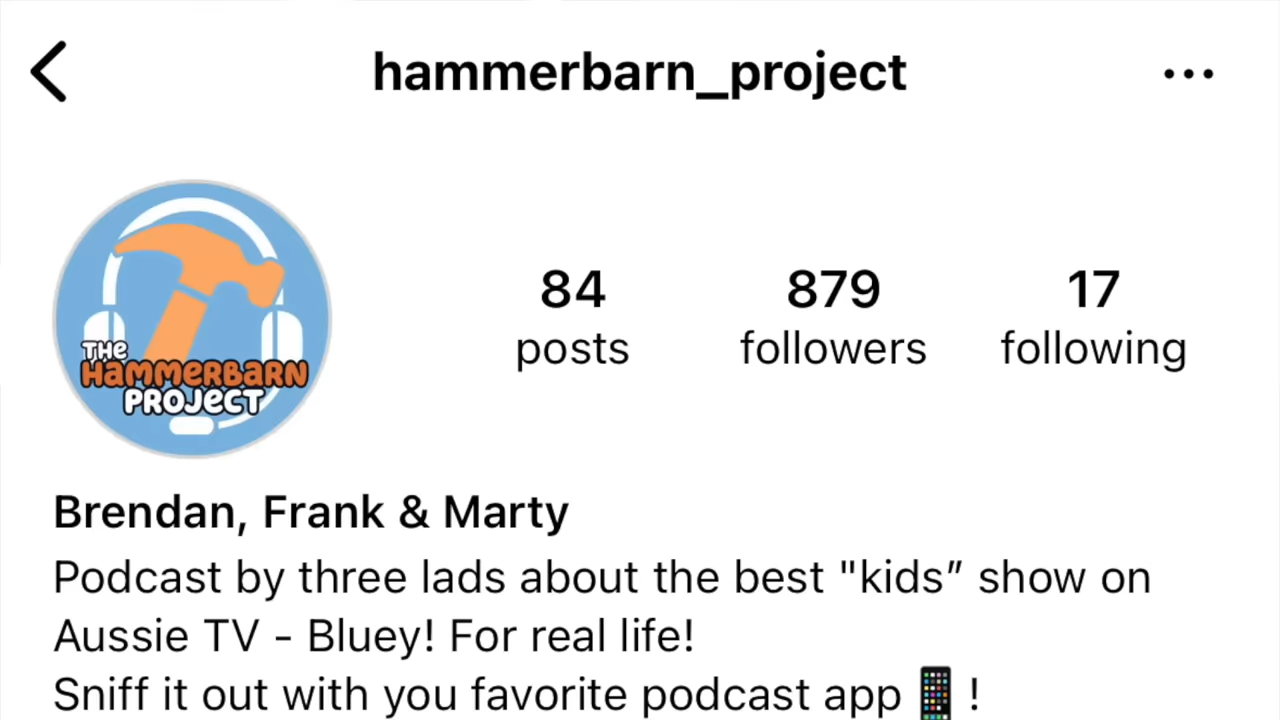 hammerbarn_project
THe
HaMMeRBaRN
PROJeCT
84
879
17
posts
followers
following
Brendan, Frank & Marty
Podcast by three lads about the best "kids” show on
Aussie TV - Bluey! For real life!
Sniff it out with you favorite podcast app 📱!